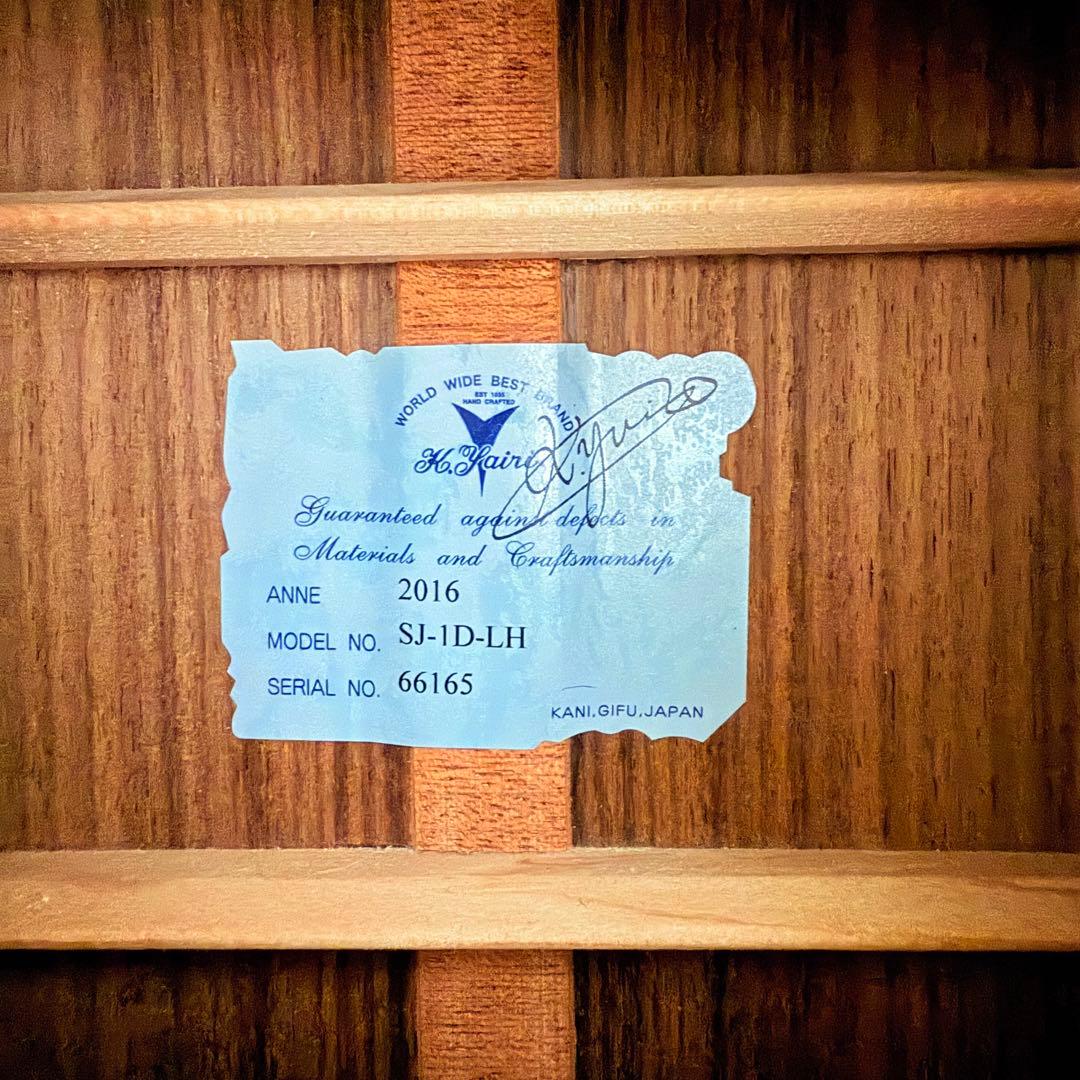 WORLD WIDE BEST BRAND
EST 1935
HAND CRAFTED
K.Yairi
K.Yairi
Guaranteed against defects in
Materials and Craftsmanship
ANNE 2016
MODEL NO. SJ-1D-LH
SERIAL NO. 66165
KANI.GIFU.JAPAN